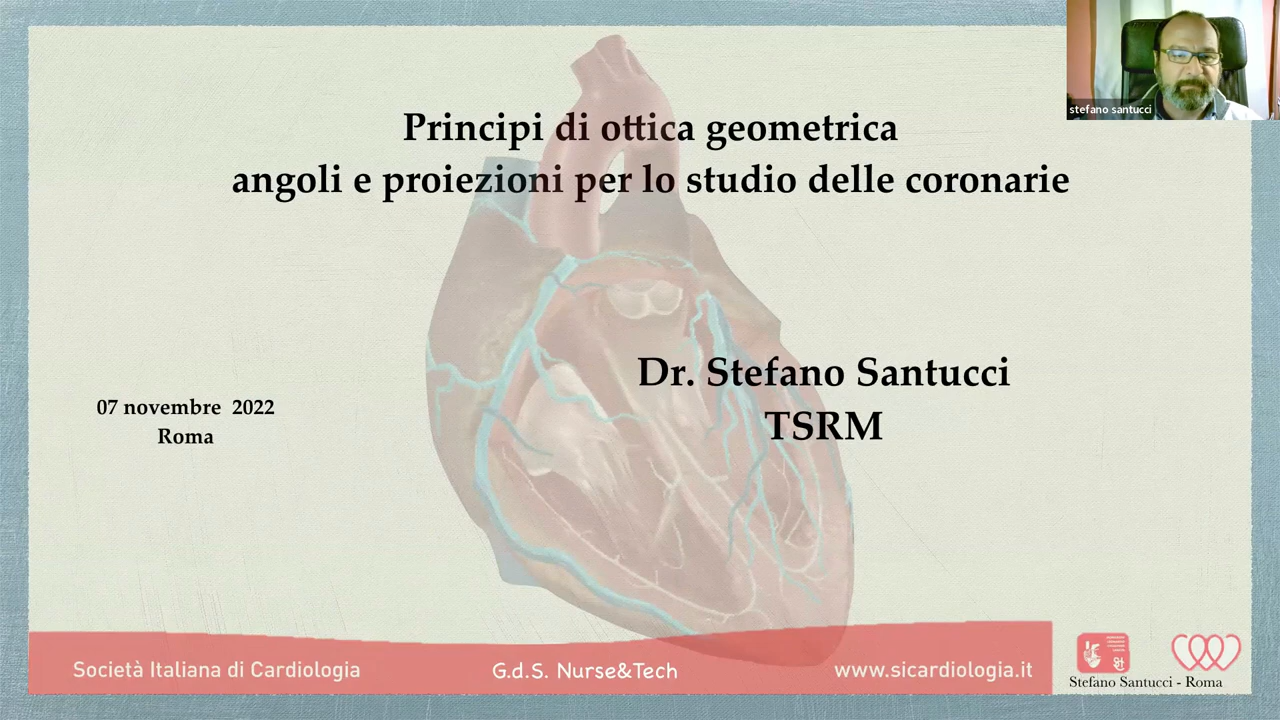 stefano santucci
Principi di ottica geometrica
angoli e proiezioni per lo studio delle coronarie
Dr. Stefano Santucci
TSRM
07 novembre 2022
Roma
Società Italiana di Cardiologia
G.d.S. Nurse&Tech
www.sicardiologia.it
Stefano Santucci - Roma